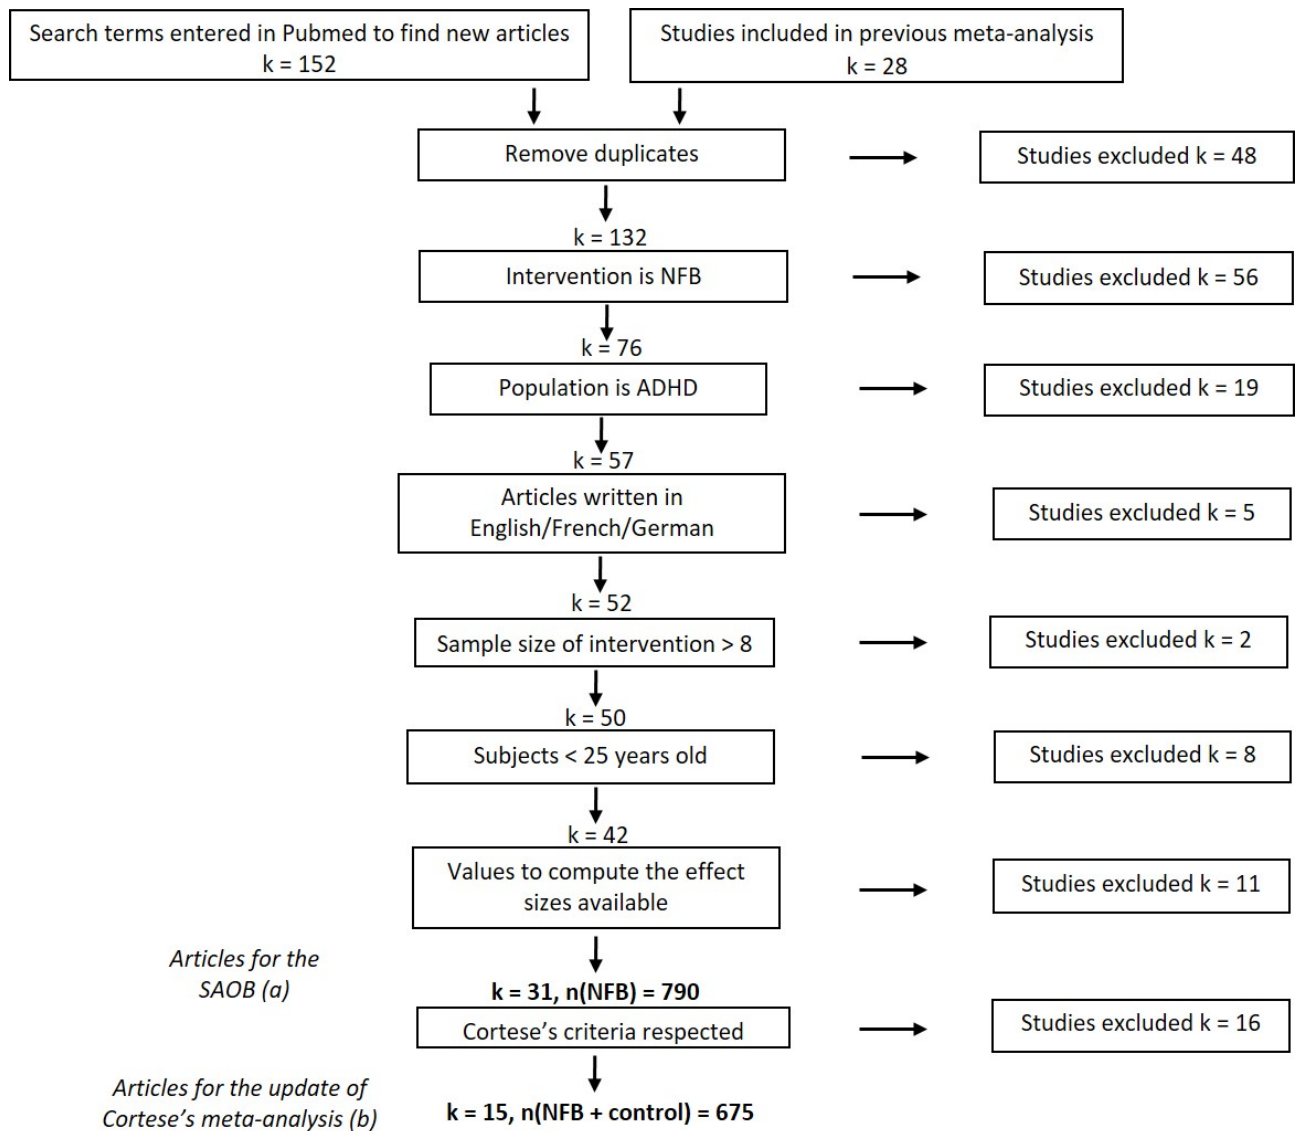 Search terms entered in Pubmed to find new articles
k = 152
Studies included in previous meta-analysis
k = 28
Remove duplicates
Studies excluded k = 48
k = 132
Intervention is NFB
Studies excluded k = 56
k = 76
Population is ADHD
Studies excluded k = 19
k = 57
Articles written in
English/French/German
Studies excluded k = 5
k = 52
Sample size of intervention > 8
Studies excluded k = 2
k = 50
Subjects < 25 years old
Studies excluded k = 8
k = 42
Values to compute the effect
sizes available
Studies excluded k = 11
Articles for the
SAOB (a)
k = 31, n(NFB) = 790
Cortese’s criteria respected
Studies excluded k = 16
Articles for the update of
Cortese’s meta-analysis (b)
k = 15, n(NFB + control) = 675